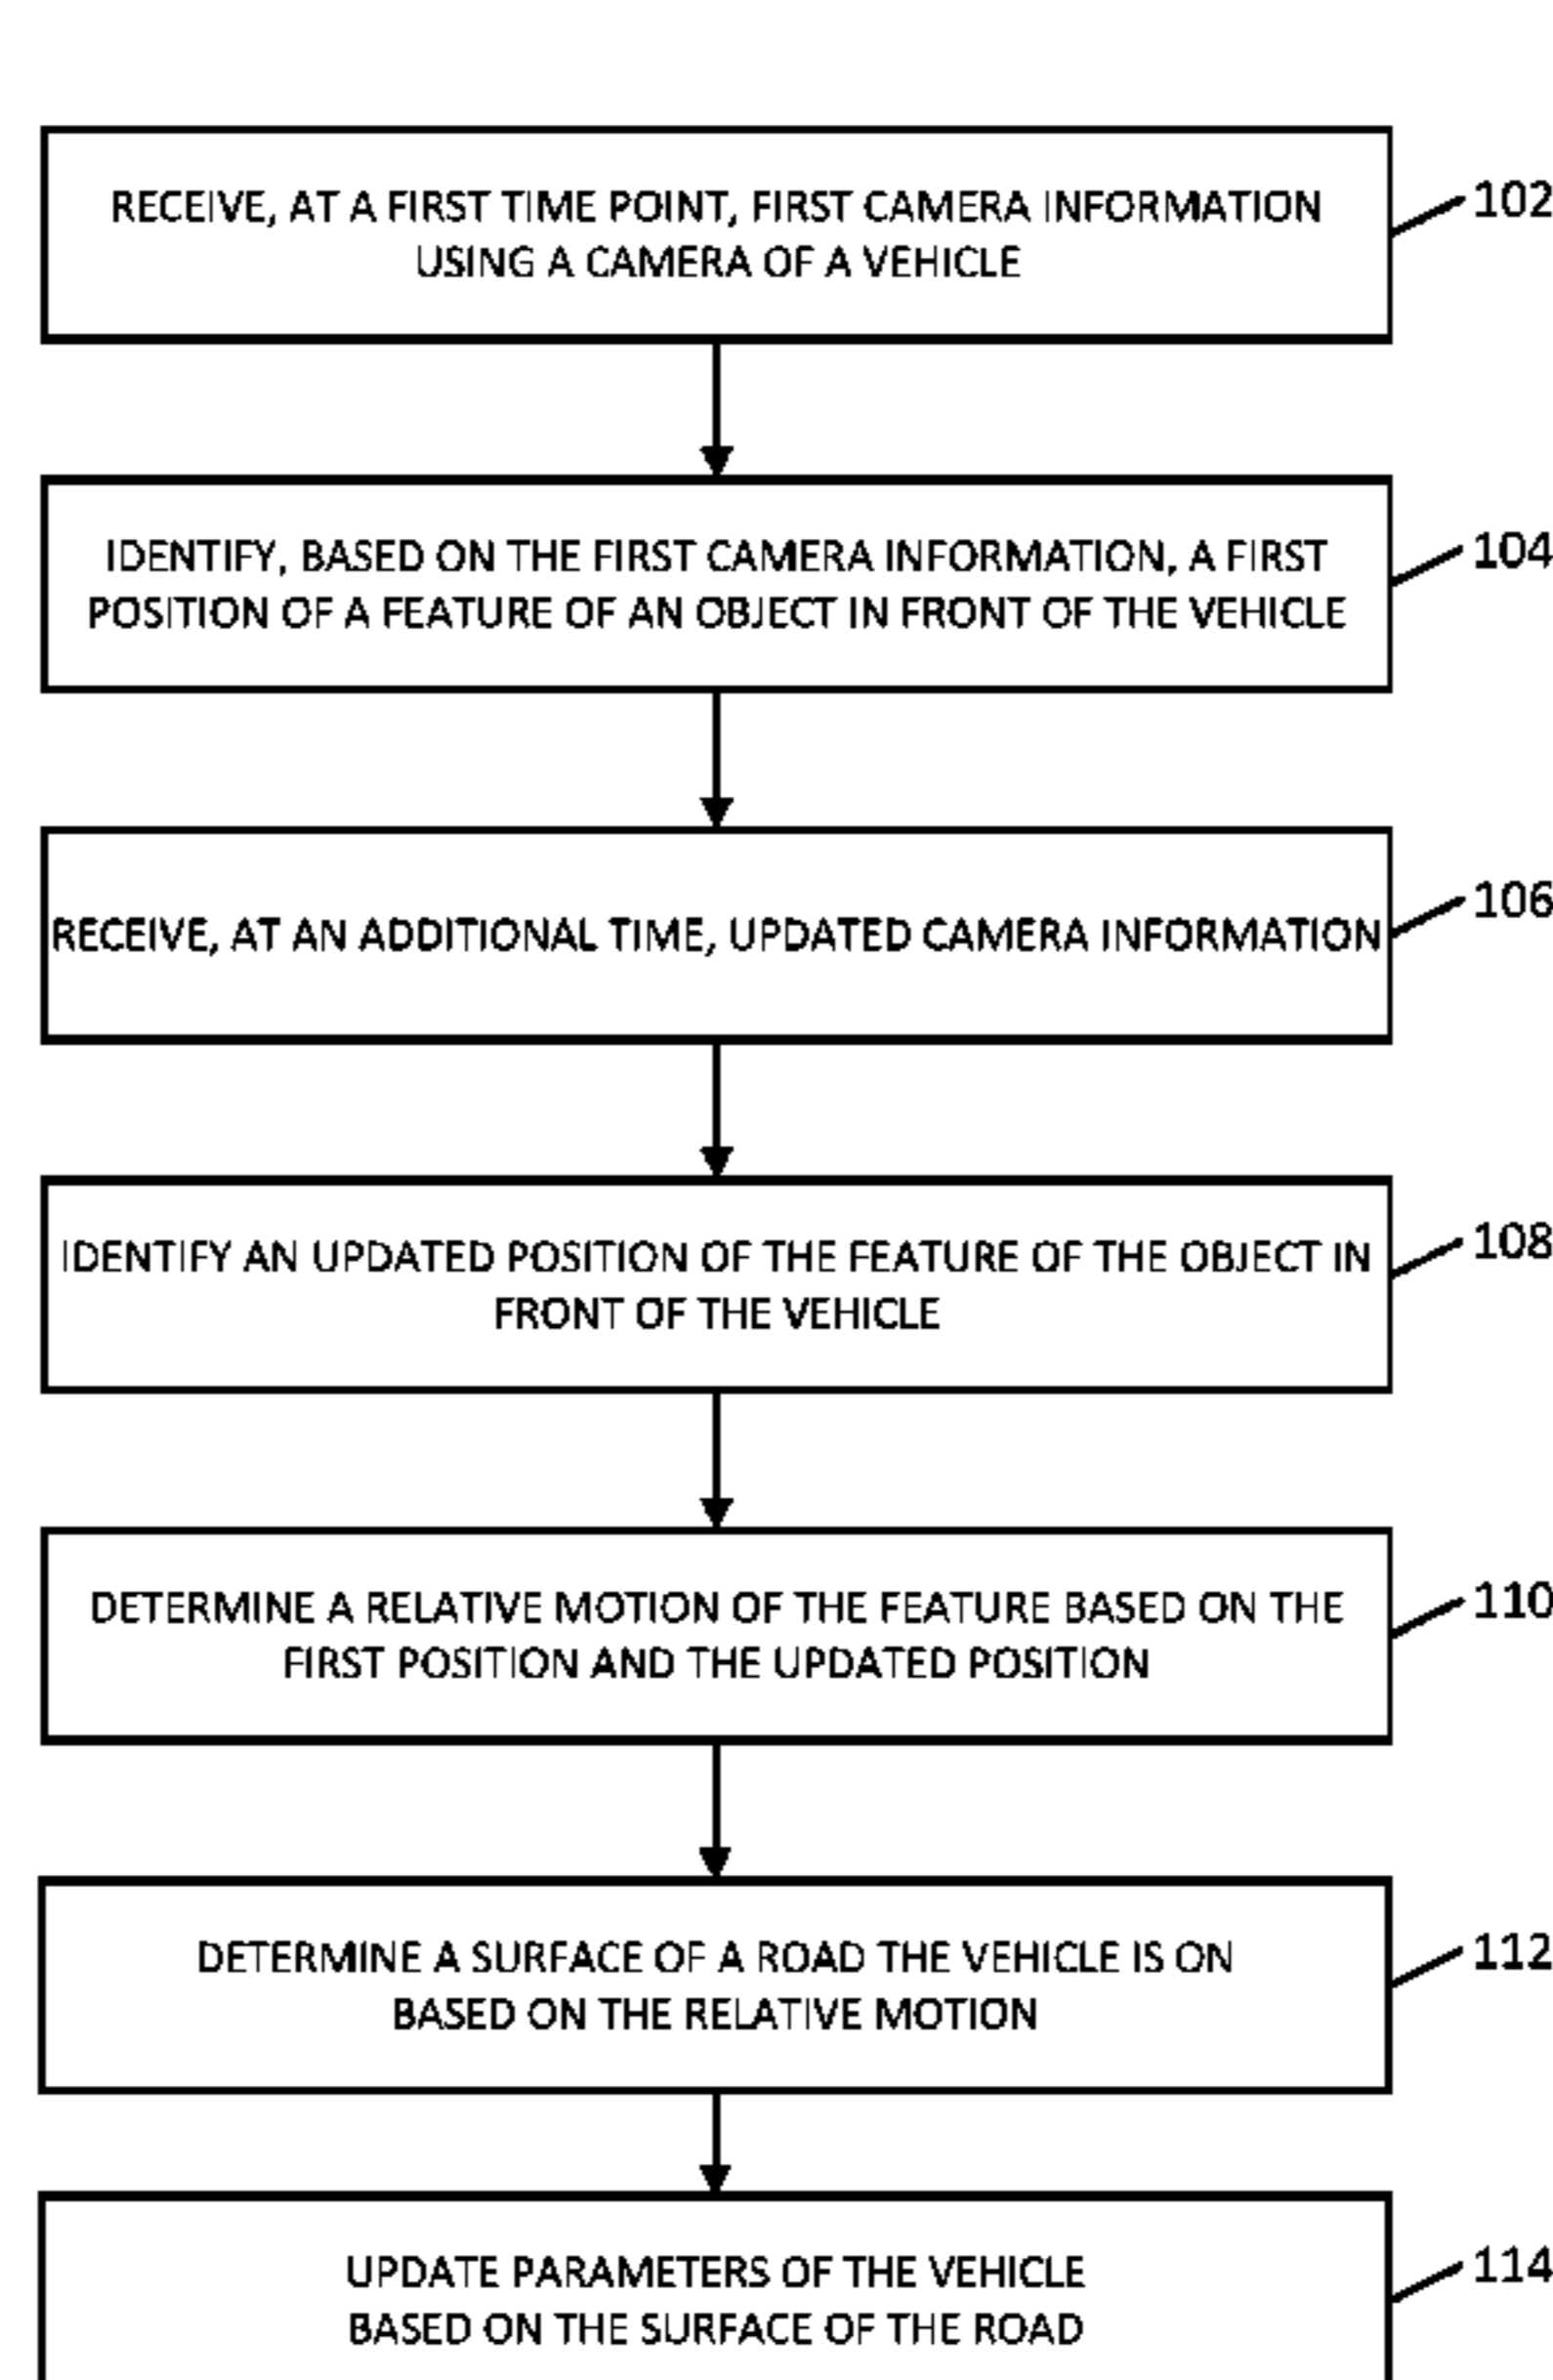 RECEIVE, AT A FIRST TIME POINT, FIRST CAMERA INFORMATION
USING A CAMERA OF A VEHICLE
102
IDENTIFY, BASED ON THE FIRST CAMERA INFORMATION, A FIRST
POSITION OF A FEATURE OF AN OBJECT IN FRONT OF THE VEHICLE
104
RECEIVE, AT AN ADDITIONAL TIME, UPDATED CAMERA INFORMATION
106
IDENTIFY AN UPDATED POSITION OF THE FEATURE OF THE OBJECT IN
FRONT OF THE VEHICLE
108
DETERMINE A RELATIVE MOTION OF THE FEATURE BASED ON THE
FIRST POSITION AND THE UPDATED POSITION
110
DETERMINE A SURFACE OF A ROAD THE VEHICLE IS ON
BASED ON THE RELATIVE MOTION
112
UPDATE PARAMETERS OF THE VEHICLE
BASED ON THE SURFACE OF THE ROAD
114